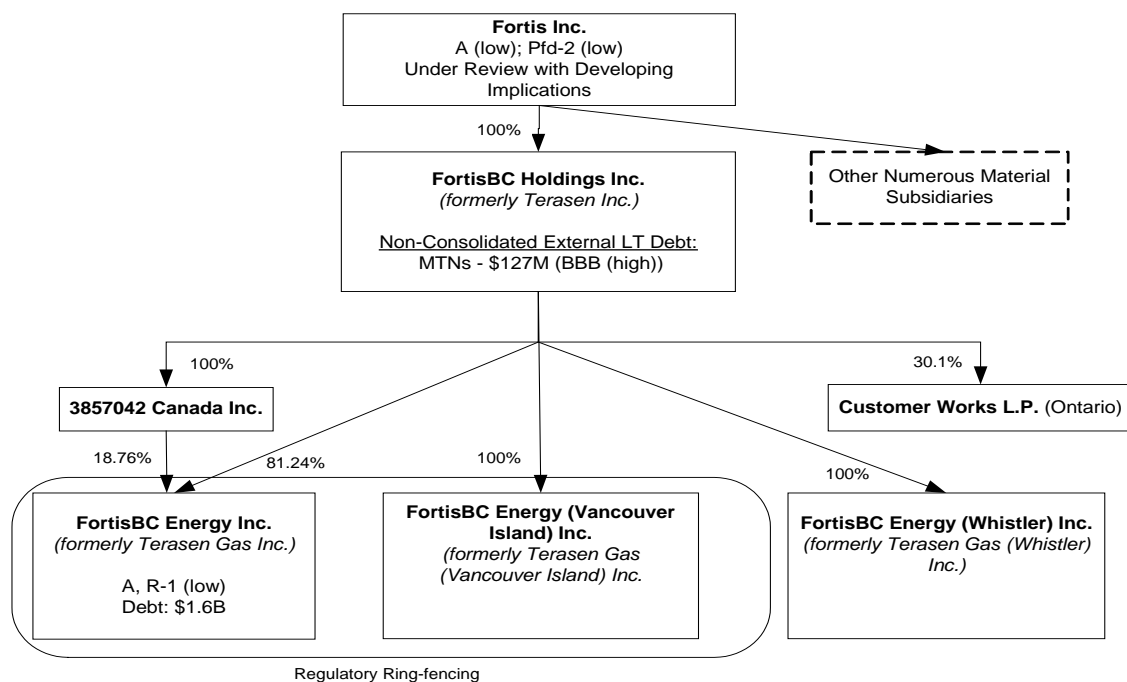 Fortis Inc.
A (low); Pfd-2 (low)
Under Review with Developing
Implications
100%
FortisBC Holdings Inc.
(formerly Terasen Inc.)
Non-Consolidated External LT Debt:
MTNs - $127M (BBB (high))
Other Numerous Material
Subsidiaries
100%
30.1%
3857042 Canada Inc.
Customer Works L.P. (Ontario)
18.76%
81.24%
100%
100%
FortisBC Energy Inc.
(formerly Terasen Gas Inc.)
A, R-1 (low)
Debt: $1.6B
FortisBC Energy (Vancouver
Island) Inc.
(formerly Terasen Gas
(Vancouver Island) Inc.
FortisBC Energy (Whistler) Inc.
(formerly Terasen Gas (Whistler)
Inc.)
Regulatory Ring-fencing